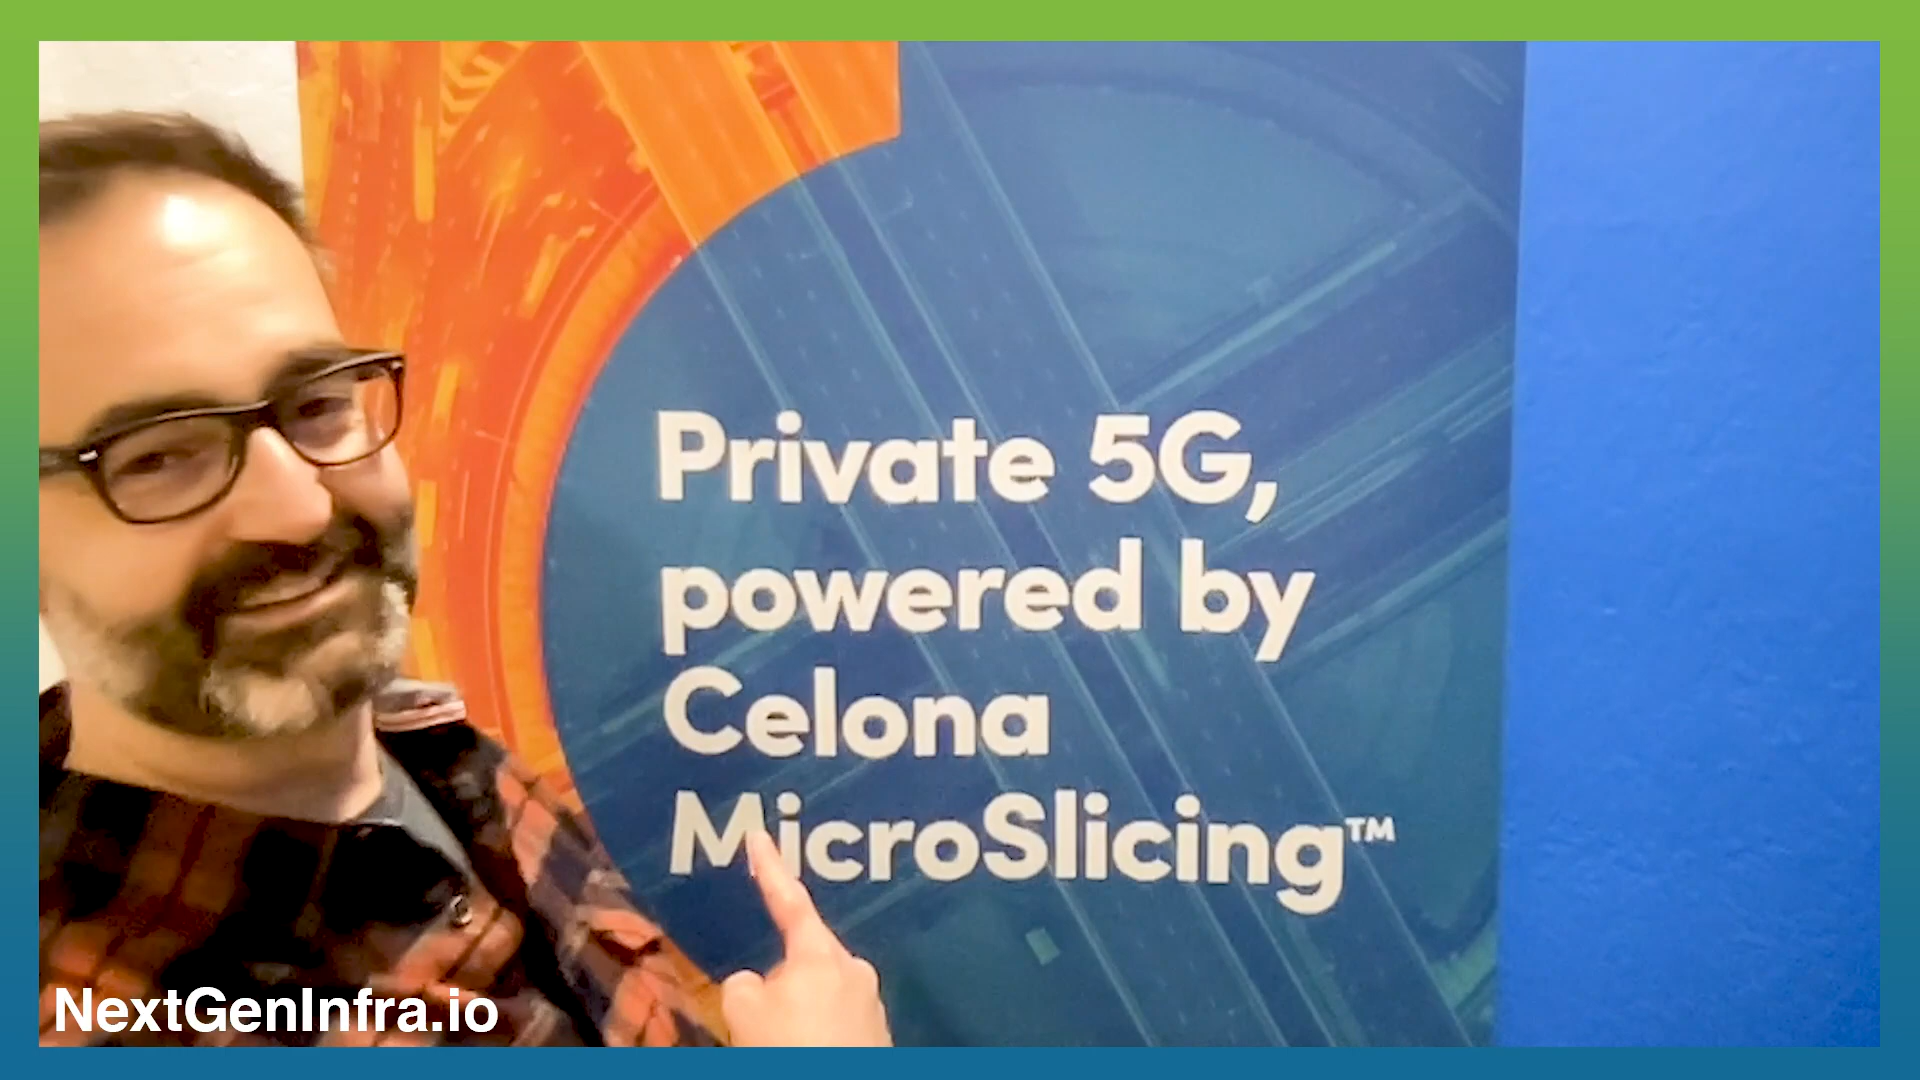 Private 5G,
powered by
Celona
MicroSlicing™
NextGenInfra.io